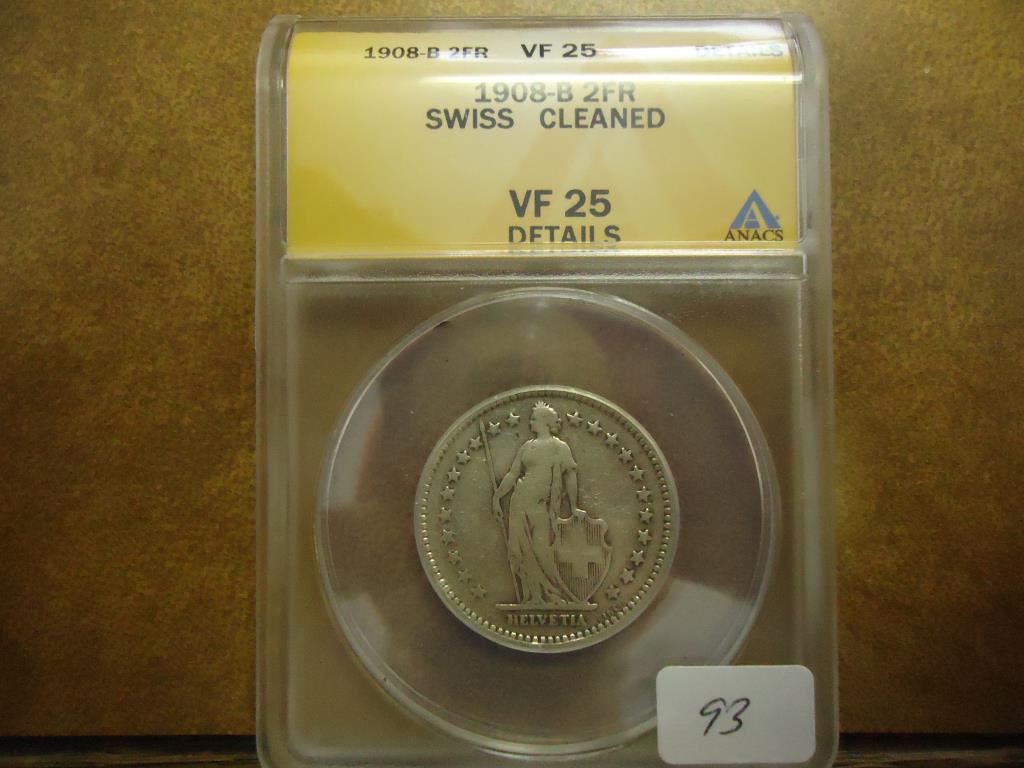 1908-B 2FR VF 25 DETAILS
1908-B 2FR
SWISS CLEANED
VF 25
DETAILS
ANACS
HELVETIA
93